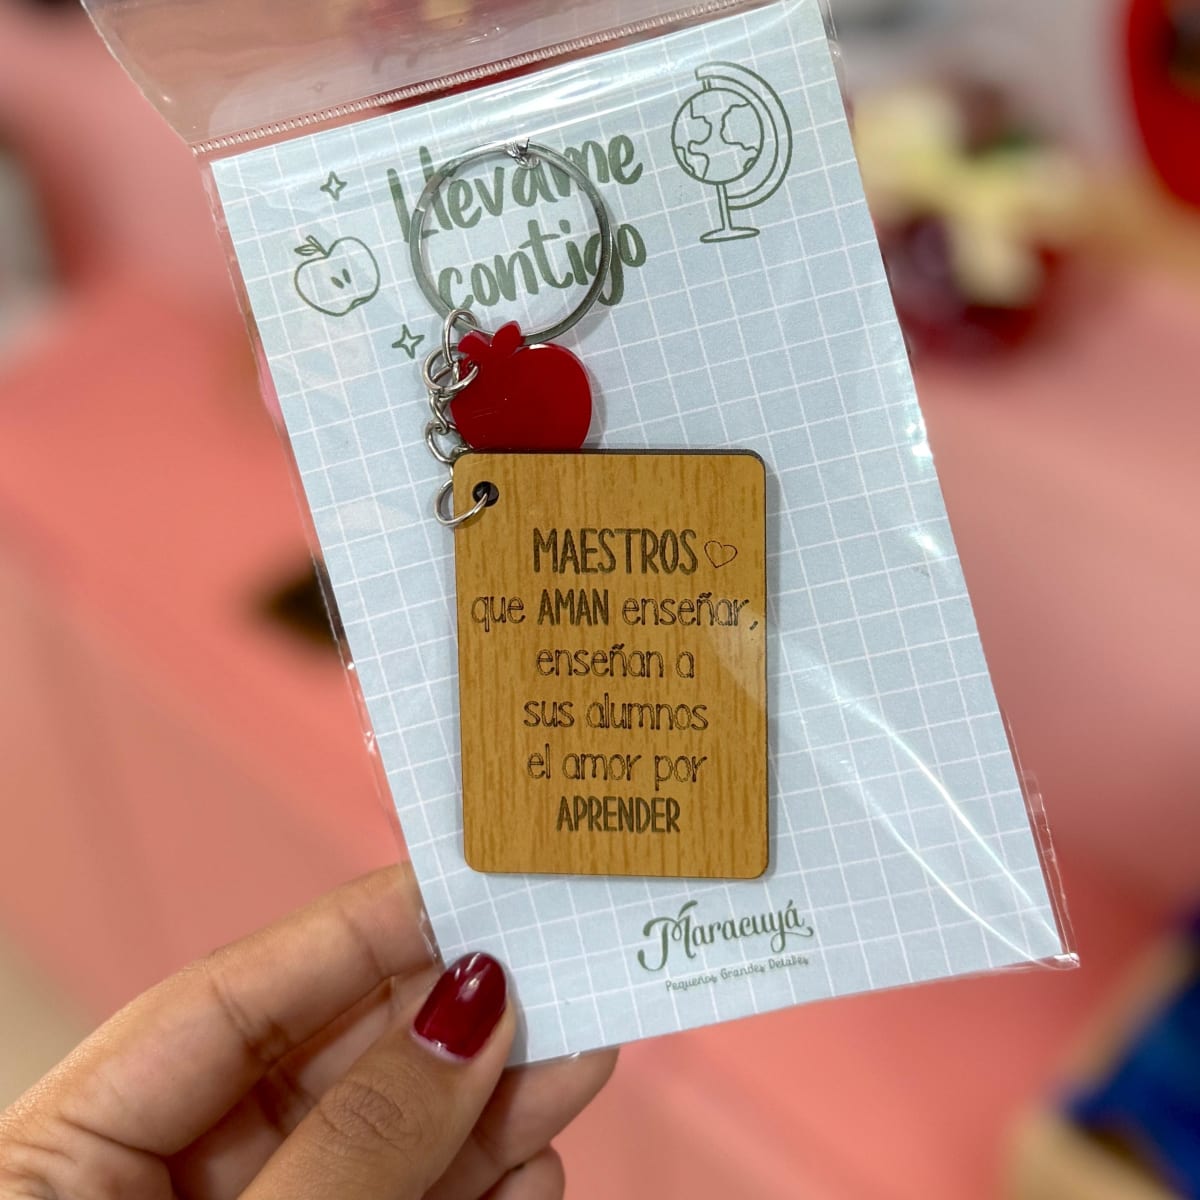 Llévame
contigo
MAESTROS
que AMAN enseñar,
enseñan a
sus alumnos
el amor por
APRENDER
Maracuyá
Pequeños Grandes Detalles